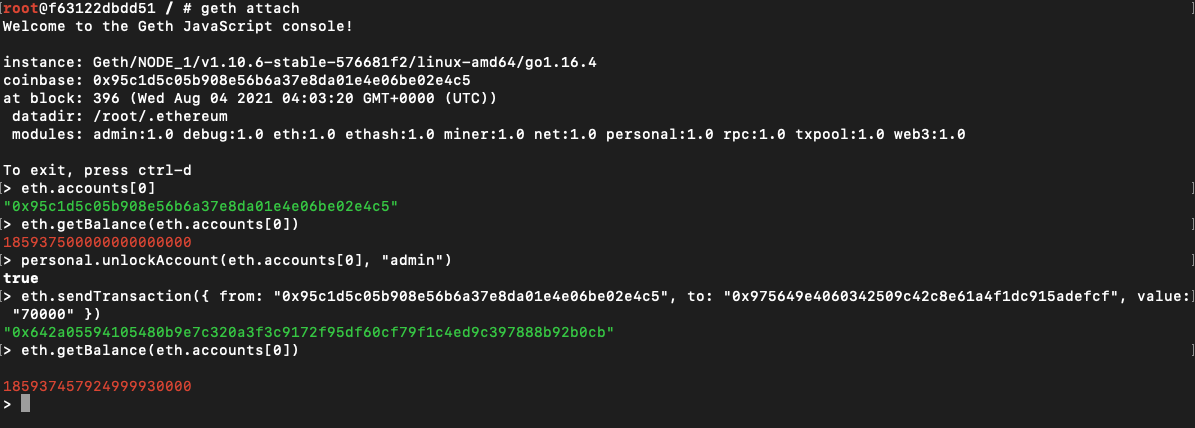 [root@f63122dbdd51 / # geth attach ]
Welcome to the Geth JavaScript console!
instance: Geth/NODE_1/v1.10.6-stable-576681f2/linux-amd64/go1.16.4
coinbase: 0x95c1d5c05b908e56b6a37e8da01e4e06be02e4c5
at block: 396 (Wed Aug 04 2021 04:03:20 GMT+0000 (UTC))
 datadir: /root/.ethereum
 modules: admin:1.0 debug:1.0 eth:1.0 ethash:1.0 miner:1.0 net:1.0 personal:1.0 rpc:1.0 txpool:1.0 web3:1.0
To exit, press ctrl-d
[> eth.accounts[0] ]
"0x95c1d5c05b908e56b6a37e8da01e4e06be02e4c5"
[> eth.getBalance(eth.accounts[0]) ]
185937500000000000000
[> personal.unlockAccount(eth.accounts[0], "admin") ]
true
[> eth.sendTransaction({ from: "0x95c1d5c05b908e56b6a37e8da01e4e06be02e4c5", to: "0x975649e4060342509c42c8e61a4f1dc915adefcf", value:]
 "70000" })
"0x642a05594105480b9e7c320a3f3c9172f95df60cf79f1c4ed9c397888b92b0cb"
[> eth.getBalance(eth.accounts[0]) ]
185937457924999930000
>